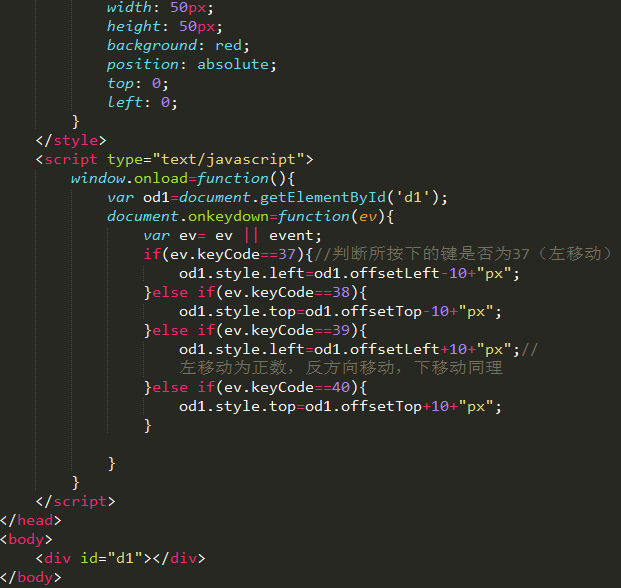 width: 50px;
height: 50px;
background: red;
position: absolute;
top: 0;
left: 0;
}
</style>
<script type="text/javascript">
window.onload=function(){
var od1=document.getElementById('d1');
document.onkeydown=function(ev){
var ev= ev || event;
if(ev.keyCode==37){//判断所按下的键是否为37（左移动）
od1.style.left=od1.offsetLeft-10+"px";
}else if(ev.keyCode==38){
od1.style.top=od1.offsetTop-10+"px";
}else if(ev.keyCode==39){
od1.style.left=od1.offsetLeft+10+"px";//
左移动为正数，反方向移动，下移动同理
}else if(ev.keyCode==40){
od1.style.top=od1.offsetTop+10+"px";
}
}
}
</script>
</head>
<body>
<div id="d1"></div>
</body>